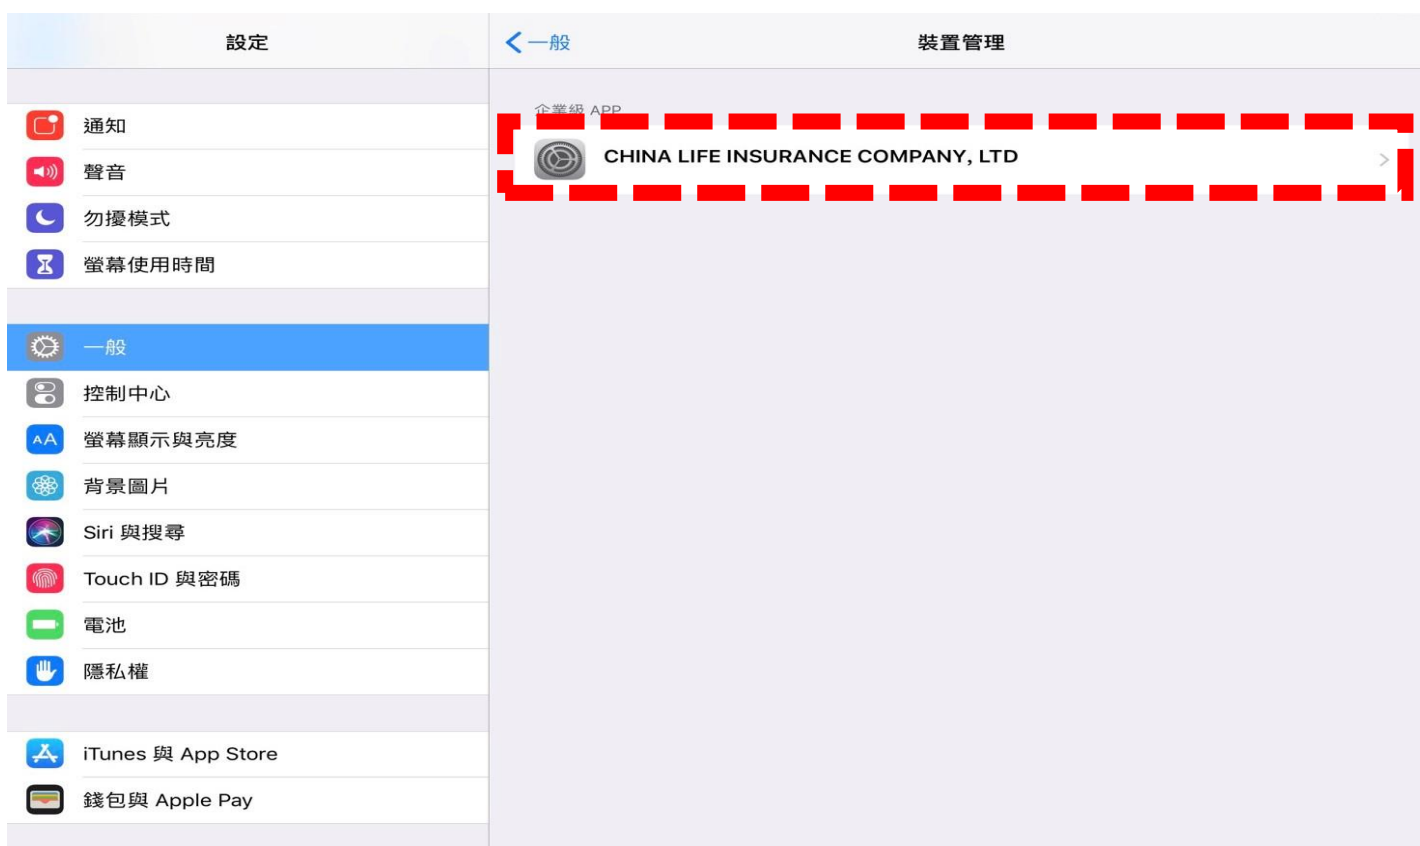 設定
通知
聲音
勿擾模式
螢幕使用時間
一般
控制中心
AA
螢幕顯示與亮度
背景圖片
Siri 與搜尋
Touch ID 與密碼
電池
隱私權
iTunes 與 App Store
錢包與 Apple Pay
一般
裝置管理
企業級 APP
CHINA LIFE INSURANCE COMPANY, LTD